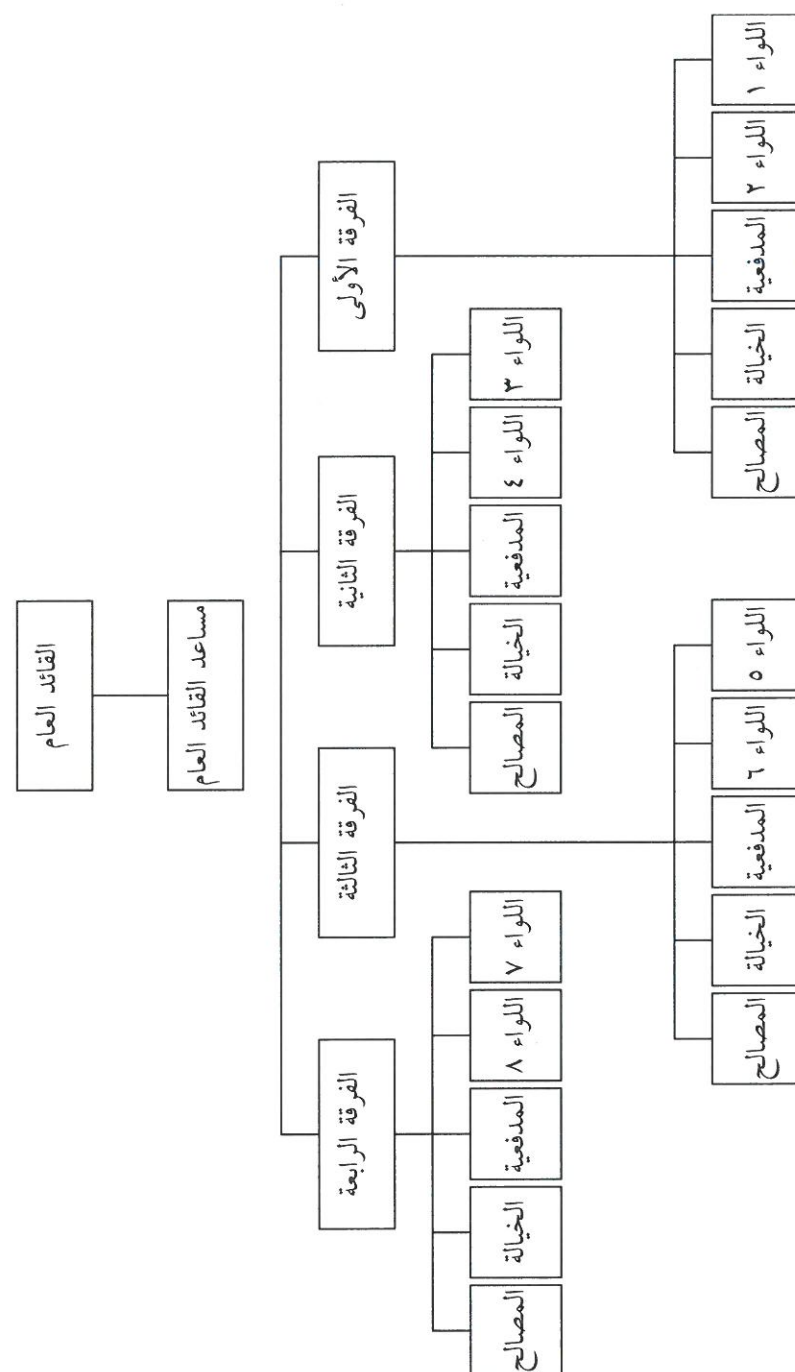 القائد العام
مساعد القائد العام
الفرقة الأولى
الفرقة الثانية
الفرقة الثالثة
الفرقة الرابعة
اللواء ١
اللواء ٢
المدفعية
الخيالة
المصالح
اللواء ٣
اللواء ٤
المدفعية
الخيالة
المصالح
اللواء ٥
اللواء ٦
المدفعية
الخيالة
المصالح
اللواء ٧
اللواء ٨
المدفعية
الخيالة
المصالح